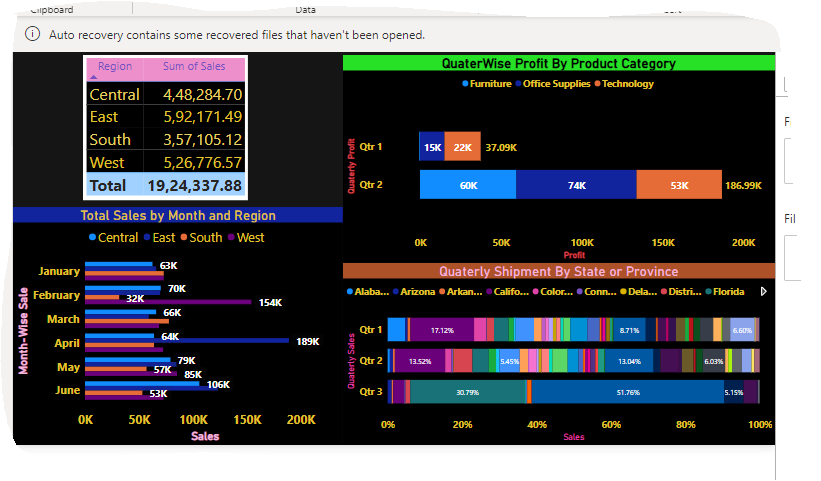 Clipboard
Data
Auto recovery contains some recovered files that haven't been opened.
Region Sum of Sales
Central 4,48,284.70
East 5,92,171.49
South 3,57,105.12
West 5,26,776.57
Total 19,24,337.88
QuaterWise Profit By Product Category
Furniture Office Supplies Technology
Quaterly Profit
Qtr 1 15K 22K 37.09K
Qtr 2 60K 74K 53K 186.99K
0K 50K 100K 150K 200K
Profit
Total Sales by Month and Region
Central East South West
Month-Wise Sale
January 63K
February 70K 32K 154K
March 66K
April 64K 189K
May 79K 57K 85K
June 106K 53K
0K 50K 100K 150K 200K
Sales
Quaterly Shipment By State or Province
Alaba... Arizona Arkan... Califo... Color... Conn... Dela... Distri... Florida
Quaterly Sales
Qtr 1 17.12% 8.71% 6.60%
Qtr 2 13.52% 5.45% 13.04% 6.03%
Qtr 3 30.79% 51.76% 5.15%
0% 20% 40% 60% 80% 100%
Sales
Fil